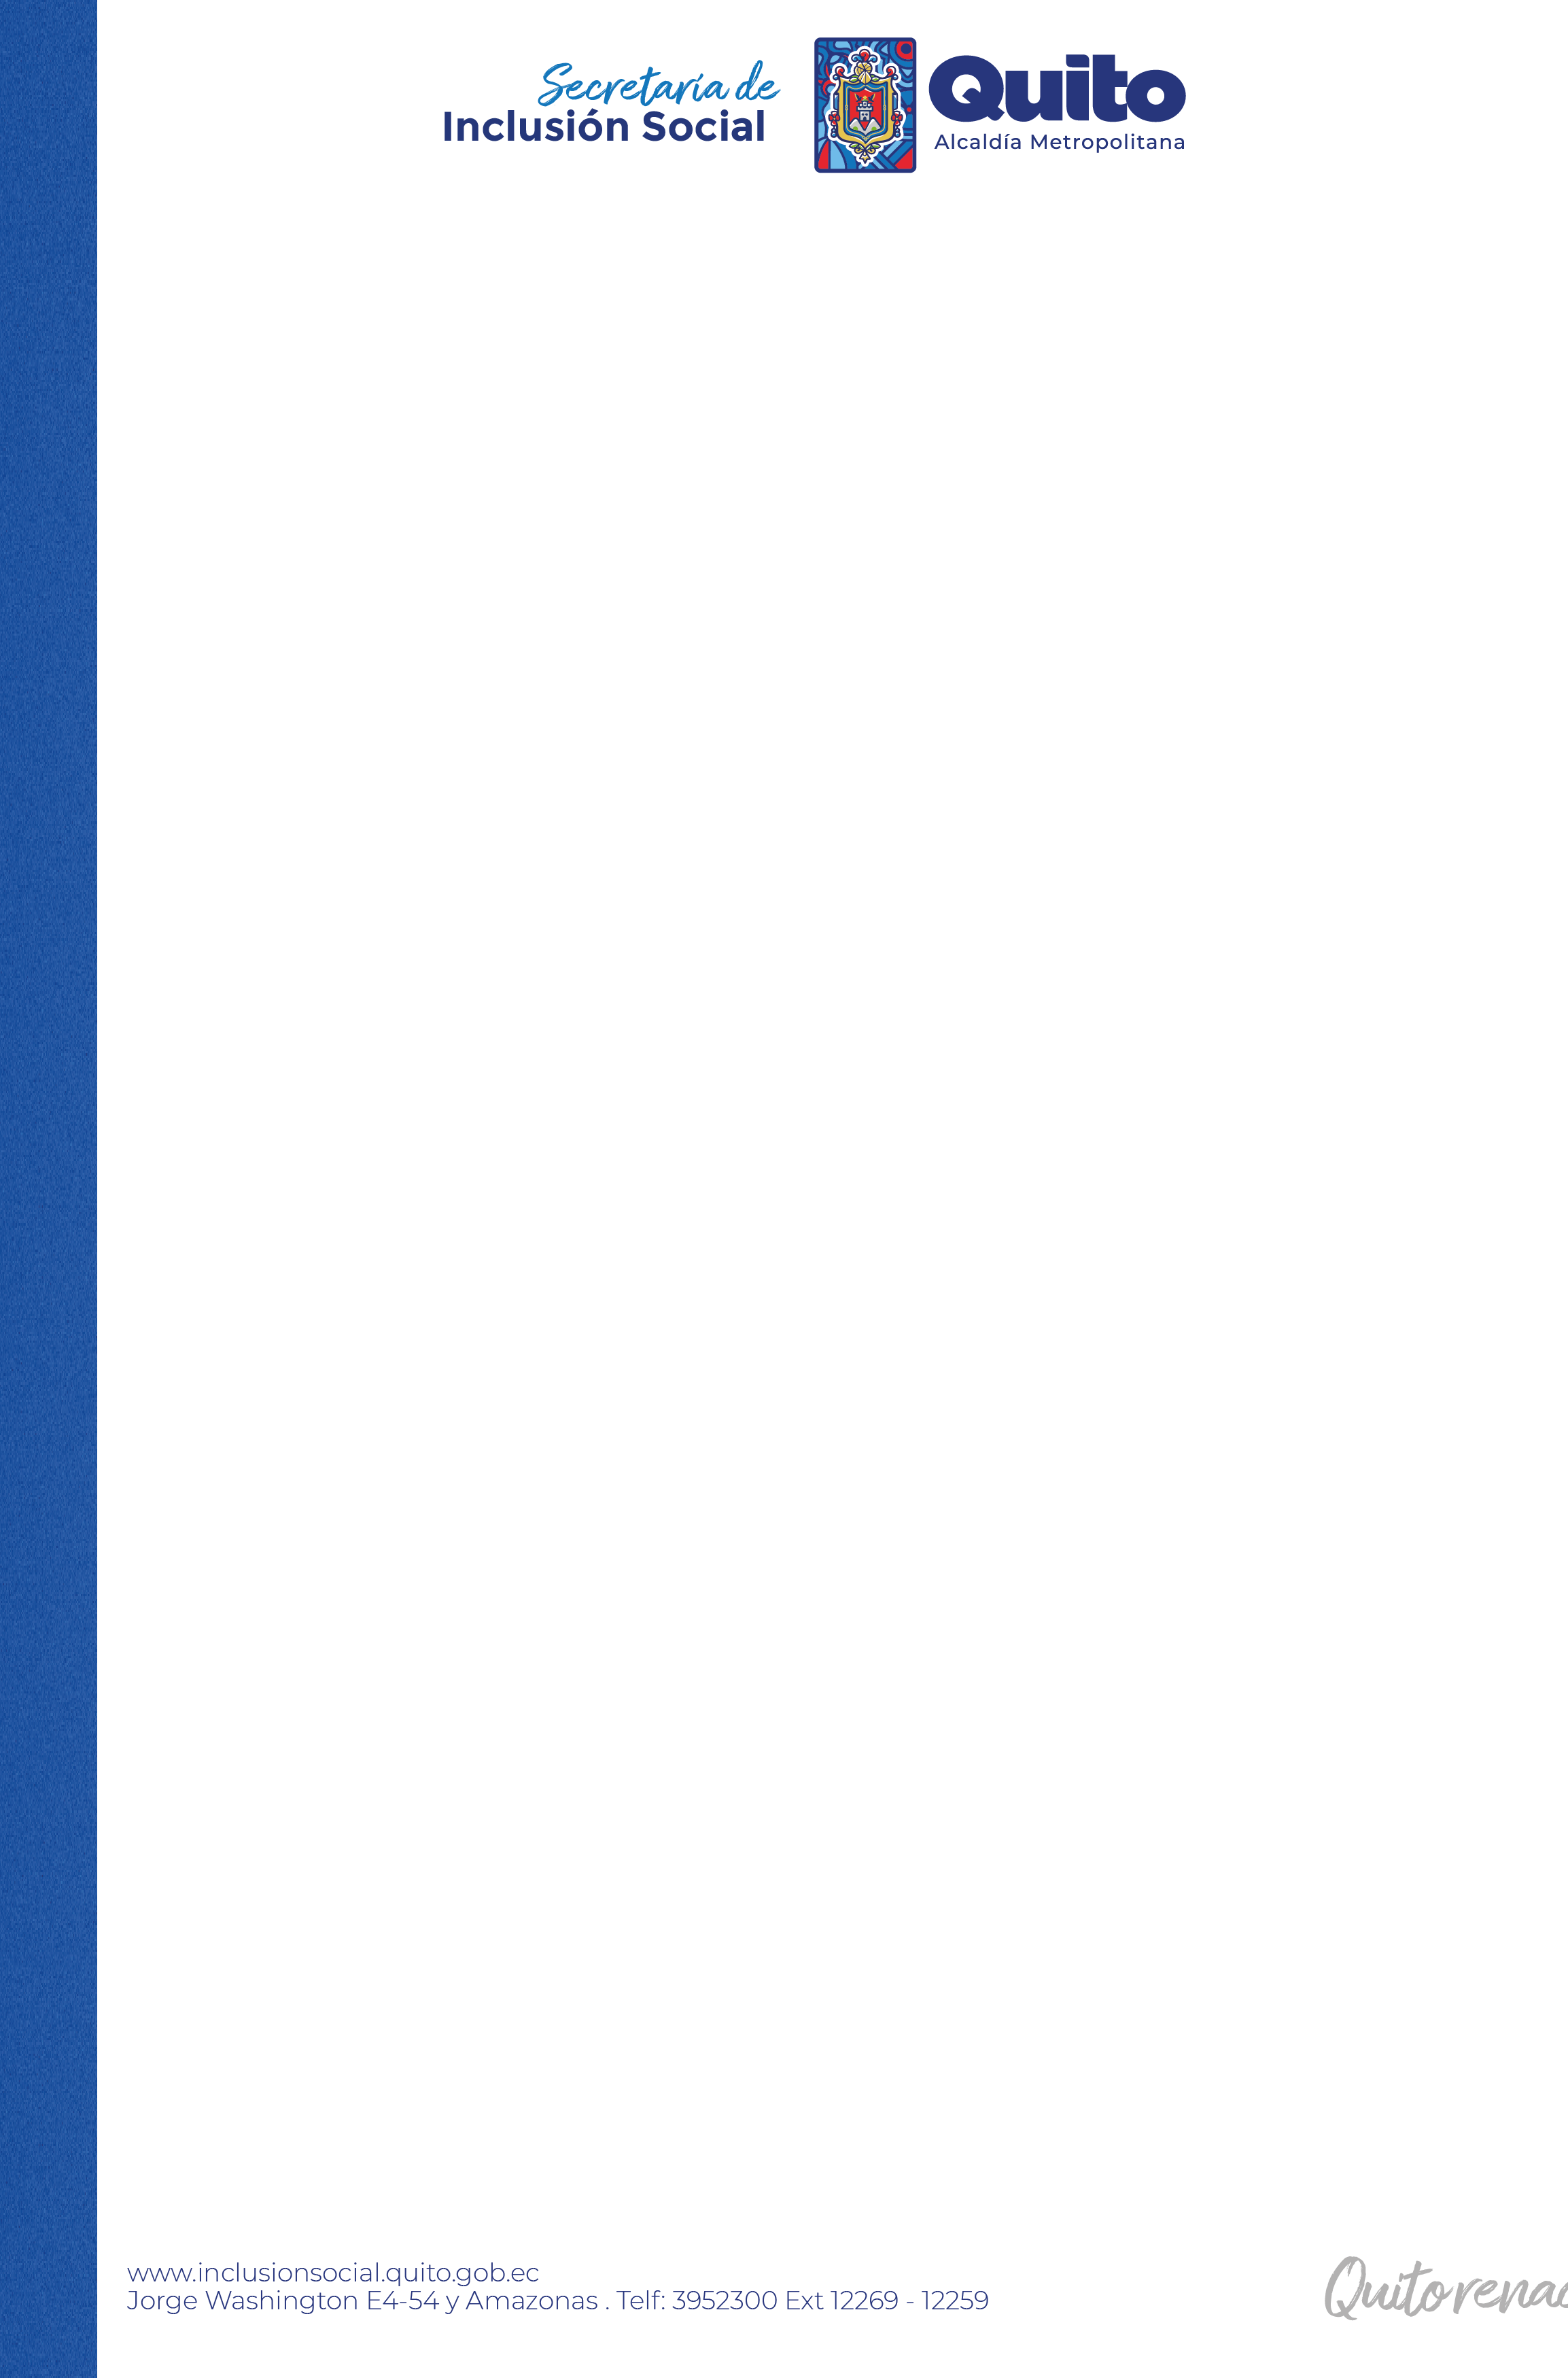 Secretaría de
Inclusión Social
Quito
Alcaldía Metropolitana
www.inclusionsocial.quito.gob.ec
Jorge Washington E4-54 y Amazonas . Telf: 3952300 Ext 12269 - 12259
Quito